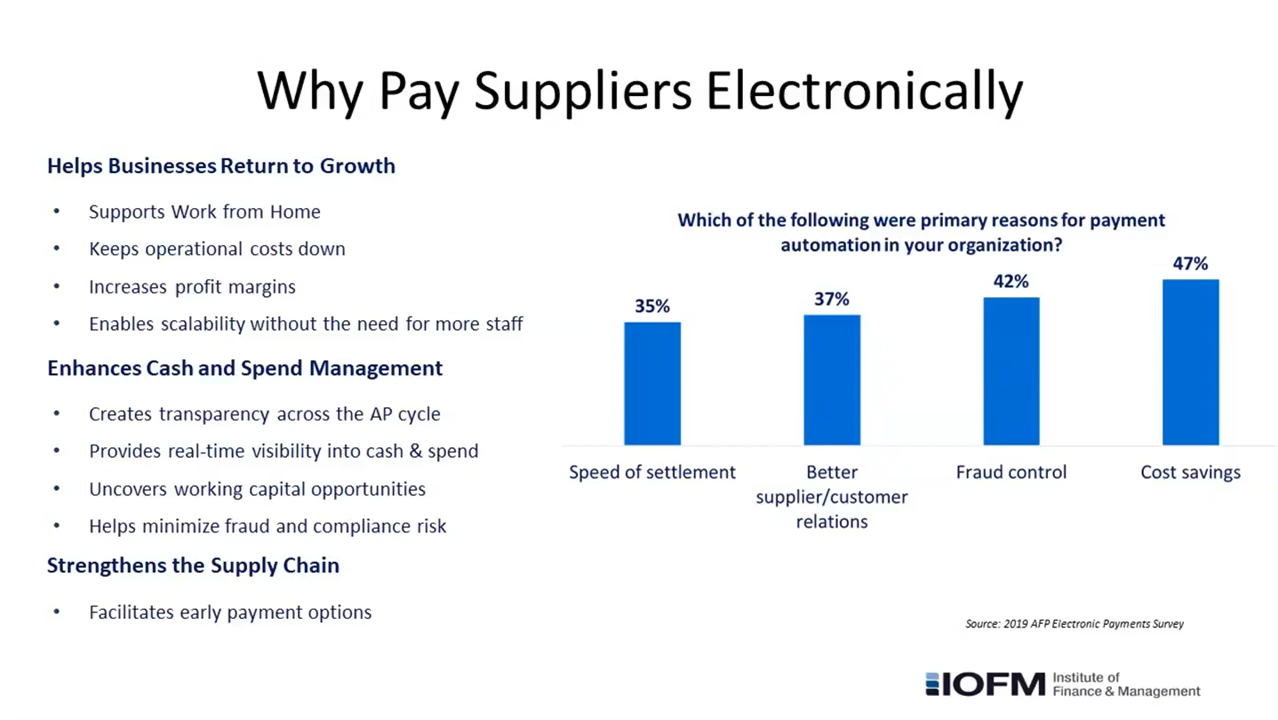 Why Pay Suppliers Electronically
Helps Businesses Return to Growth
• Supports Work from Home
• Keeps operational costs down
• Increases profit margins
• Enables scalability without the need for more staff
Enhances Cash and Spend Management
• Creates transparency across the AP cycle
• Provides real-time visibility into cash & spend
• Uncovers working capital opportunities
• Helps minimize fraud and compliance risk
Strengthens the Supply Chain
• Facilitates early payment options
Which of the following were primary reasons for payment
automation in your organization?
35%
37%
42%
47%
Speed of settlement
Better
supplier/customer
relations
Fraud control
Cost savings
Source: 2019 AFP Electronic Payments Survey
IOFM
Institute of
Finance & Management